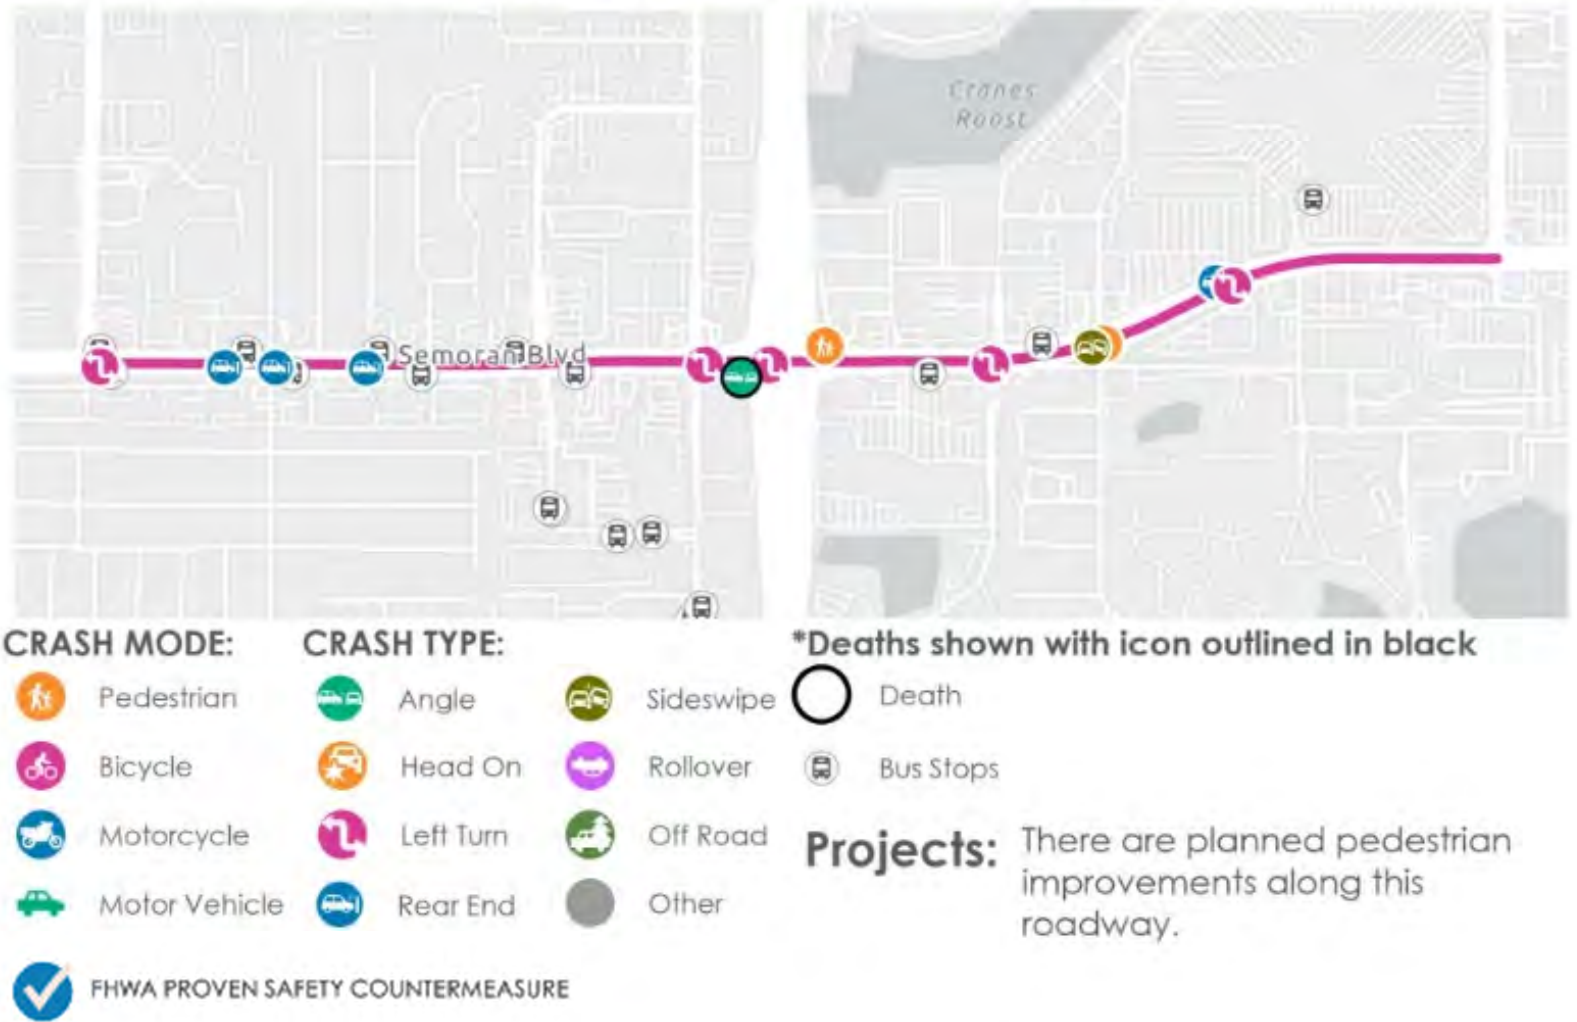 Cranes
Roost
Semoran Blvd
CRASH MODE:
Pedestrian
Bicycle
Motorcycle
Motor Vehicle
CRASH TYPE:
Angle
Head On
Left Turn
Rear End
Sideswipe
Rollover
Off Road
Other
*Deaths shown with icon outlined in black
Death
Bus Stops
Projects: There are planned pedestrian
improvements along this
roadway.
FHWA PROVEN SAFETY COUNTERMEASURE